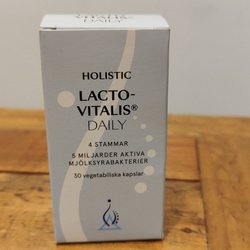 HOLISTIC
LACTO-
VITALIS®
DAILY
4 STAMMAR
5 MILJARDER AKTIVA
MJÖLKSYRABAKTERIER
30 vegetabiliska kapslar